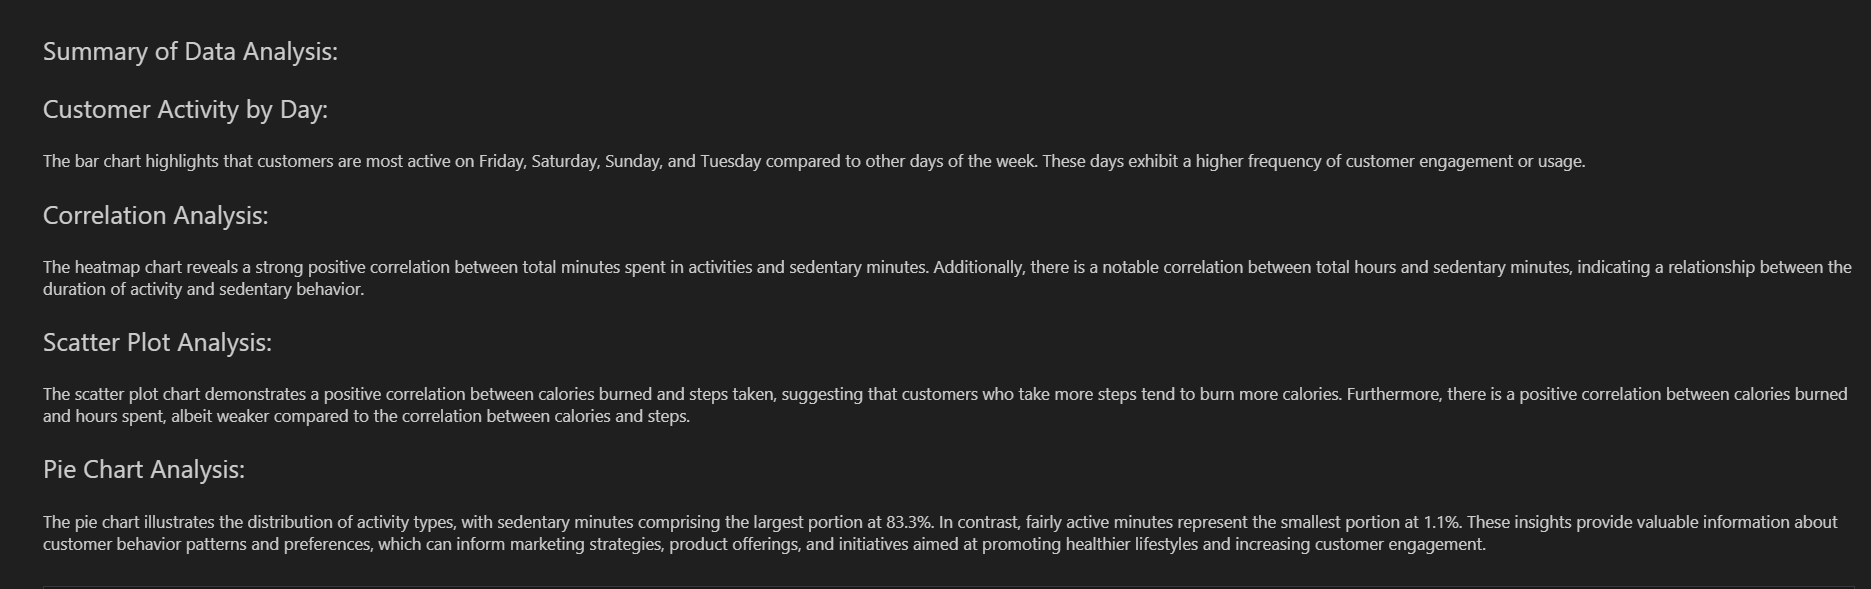 Summary of Data Analysis:
Customer Activity by Day:
The bar chart highlights that customers are most active on Friday, Saturday, Sunday, and Tuesday compared to other days of the week. These days exhibit a higher frequency of customer engagement or usage.
Correlation Analysis:
The heatmap chart reveals a strong positive correlation between total minutes spent in activities and sedentary minutes. Additionally, there is a notable correlation between total hours and sedentary minutes, indicating a relationship between the
duration of activity and sedentary behavior.
Scatter Plot Analysis:
The scatter plot chart demonstrates a positive correlation between calories burned and steps taken, suggesting that customers who take more steps tend to burn more calories. Furthermore, there is a positive correlation between calories burned
and hours spent, albeit weaker compared to the correlation between calories and steps.
Pie Chart Analysis:
The pie chart illustrates the distribution of activity types, with sedentary minutes comprising the largest portion at 83.3%. In contrast, fairly active minutes represent the smallest portion at 1.1%. These insights provide valuable information about
customer behavior patterns and preferences, which can inform marketing strategies, product offerings, and initiatives aimed at promoting healthier lifestyles and increasing customer engagement.